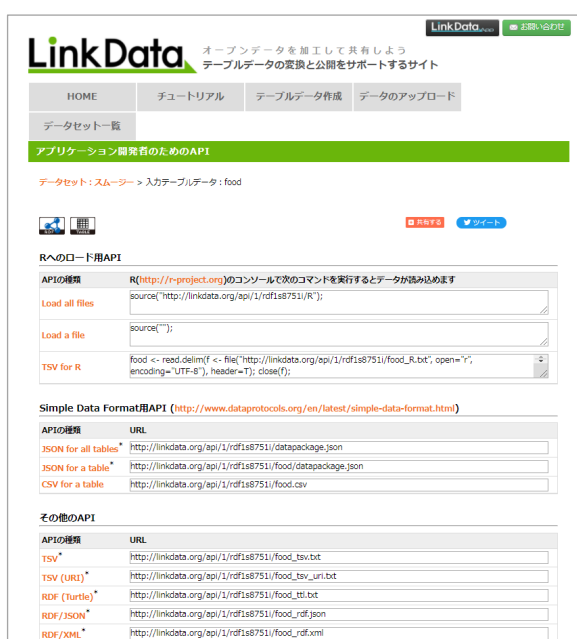 LinkData.App お問い合わせ
LinkData オープンデータを加工して共有しよう
テーブルデータの変換と公開をサポートするサイト
HOME チュートリアル テーブルデータ作成 データのアップロード
データセット一覧
アプリケーション開発者のためのAPI
データセット：スムージー > 入力テーブルデータ : food
RDF TABLE 共有する ツイート
Rへのロード用API
APIの種類 R(http://r-project.org)のコンソールで次のコマンドを実行するとデータが読み込めます
Load all files source("http://linkdata.org/api/1/rdf1s8751i/R");
Load a file source("");
TSV for R food <- read.delim(f <- file("http://linkdata.org/api/1/rdf1s8751i/food_R.txt", open="r",
encoding="UTF-8"), header=T); close(f);
Simple Data Format用API (http://www.dataprotocols.org/en/latest/simple-data-format.html)
APIの種類 URL
JSON for all tables* http://linkdata.org/api/1/rdf1s8751i/datapackage.json
JSON for a table* http://linkdata.org/api/1/rdf1s8751i/food/datapackage.json
CSV for a table http://linkdata.org/api/1/rdf1s8751i/food.csv
その他のAPI
APIの種類 URL
TSV* http://linkdata.org/api/1/rdf1s8751i/food_tsv.txt
TSV (URI)* http://linkdata.org/api/1/rdf1s8751i/food_tsv_uri.txt
RDF (Turtle)* http://linkdata.org/api/1/rdf1s8751i/food_ttl.txt
RDF/JSON* http://linkdata.org/api/1/rdf1s8751i/food_rdf.json
RDF/XML* http://linkdata.org/api/1/rdf1s8751i/food_rdf.xml